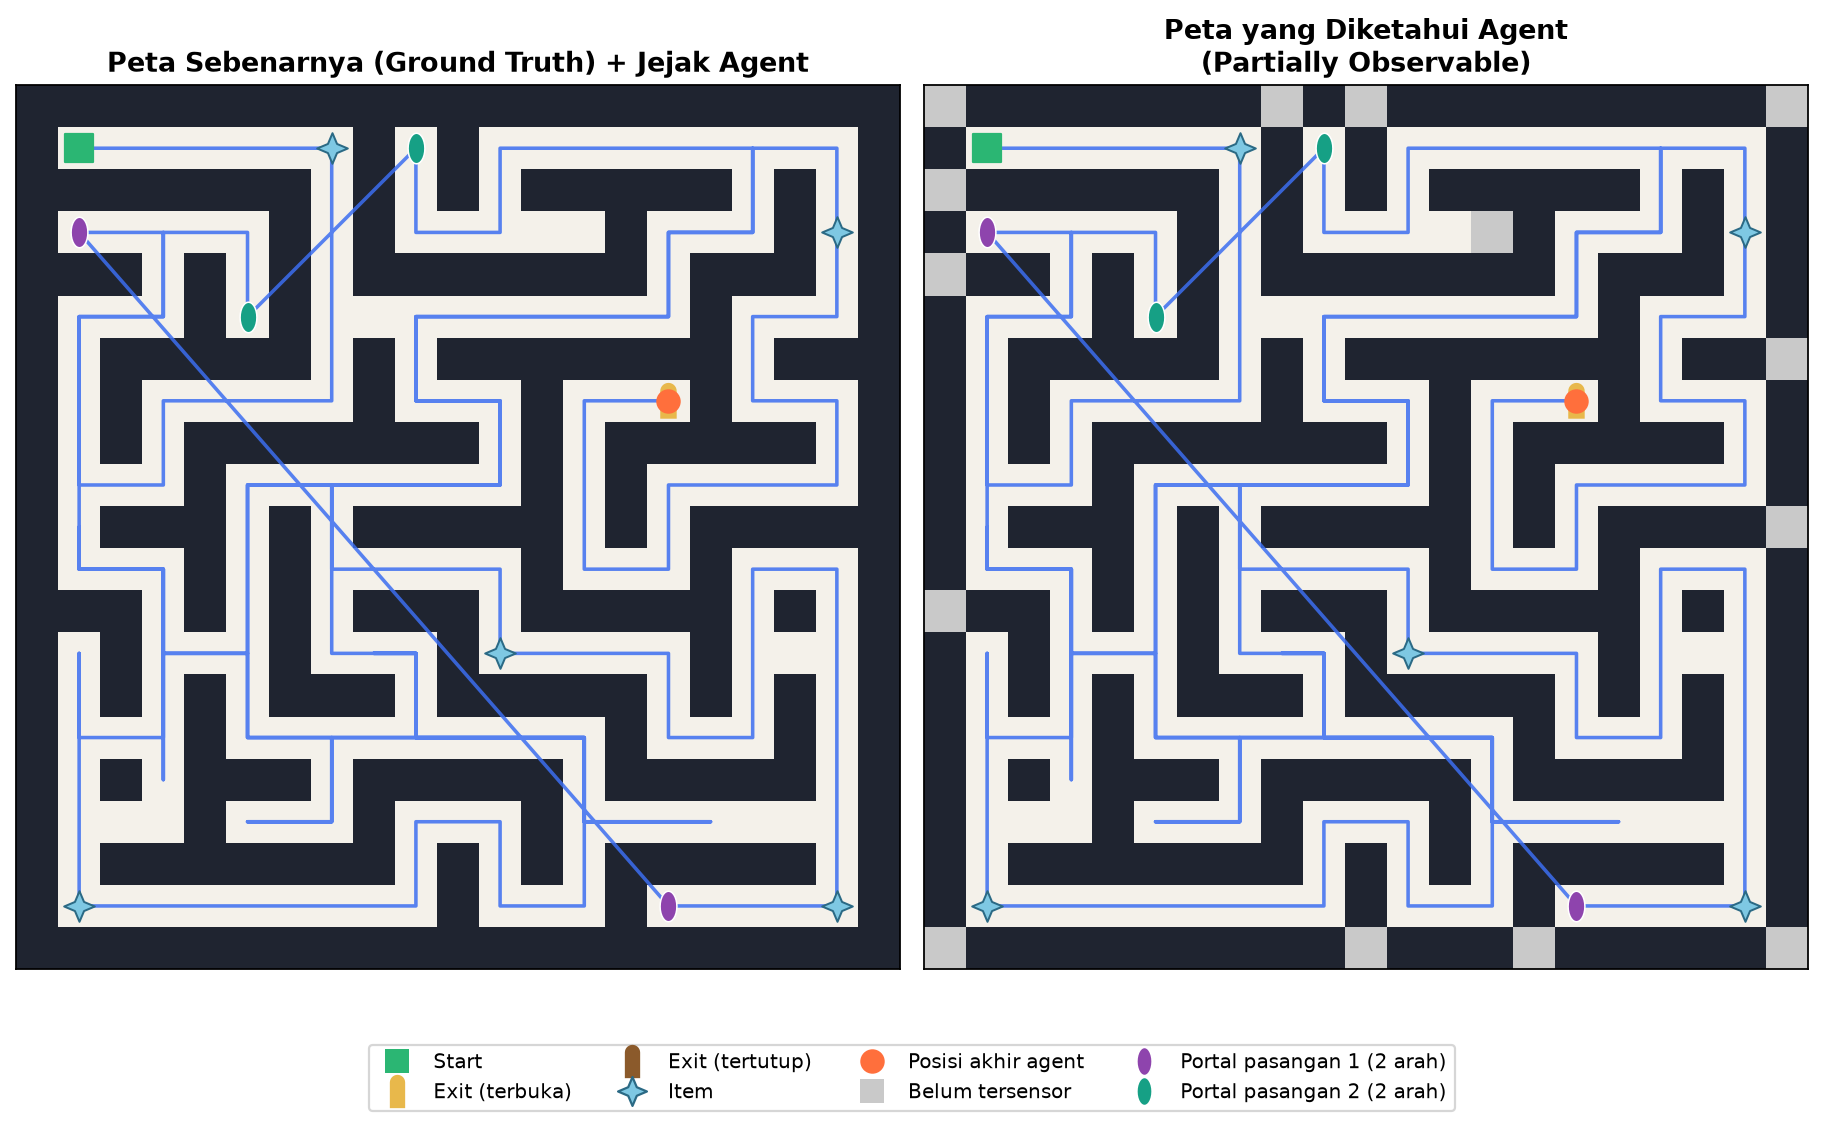 Peta Sebenarnya (Ground Truth) + Jejak Agent
Peta yang Diketahui Agent
(Partially Observable)
Start
Exit (terbuka)
Exit (tertutup)
Item
Posisi akhir agent
Belum tersensor
Portal pasangan 1 (2 arah)
Portal pasangan 2 (2 arah)